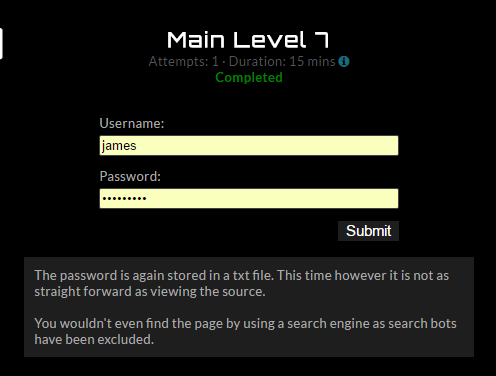 Main Level 7
Attempts: 1 · Duration: 15 mins
Completed
Username:
james
Password:
•••••••••
Submit
The password is again stored in a txt file. This time however it is not as
straight forward as viewing the source.
You wouldn't even find the page by using a search engine as search bots
have been excluded.